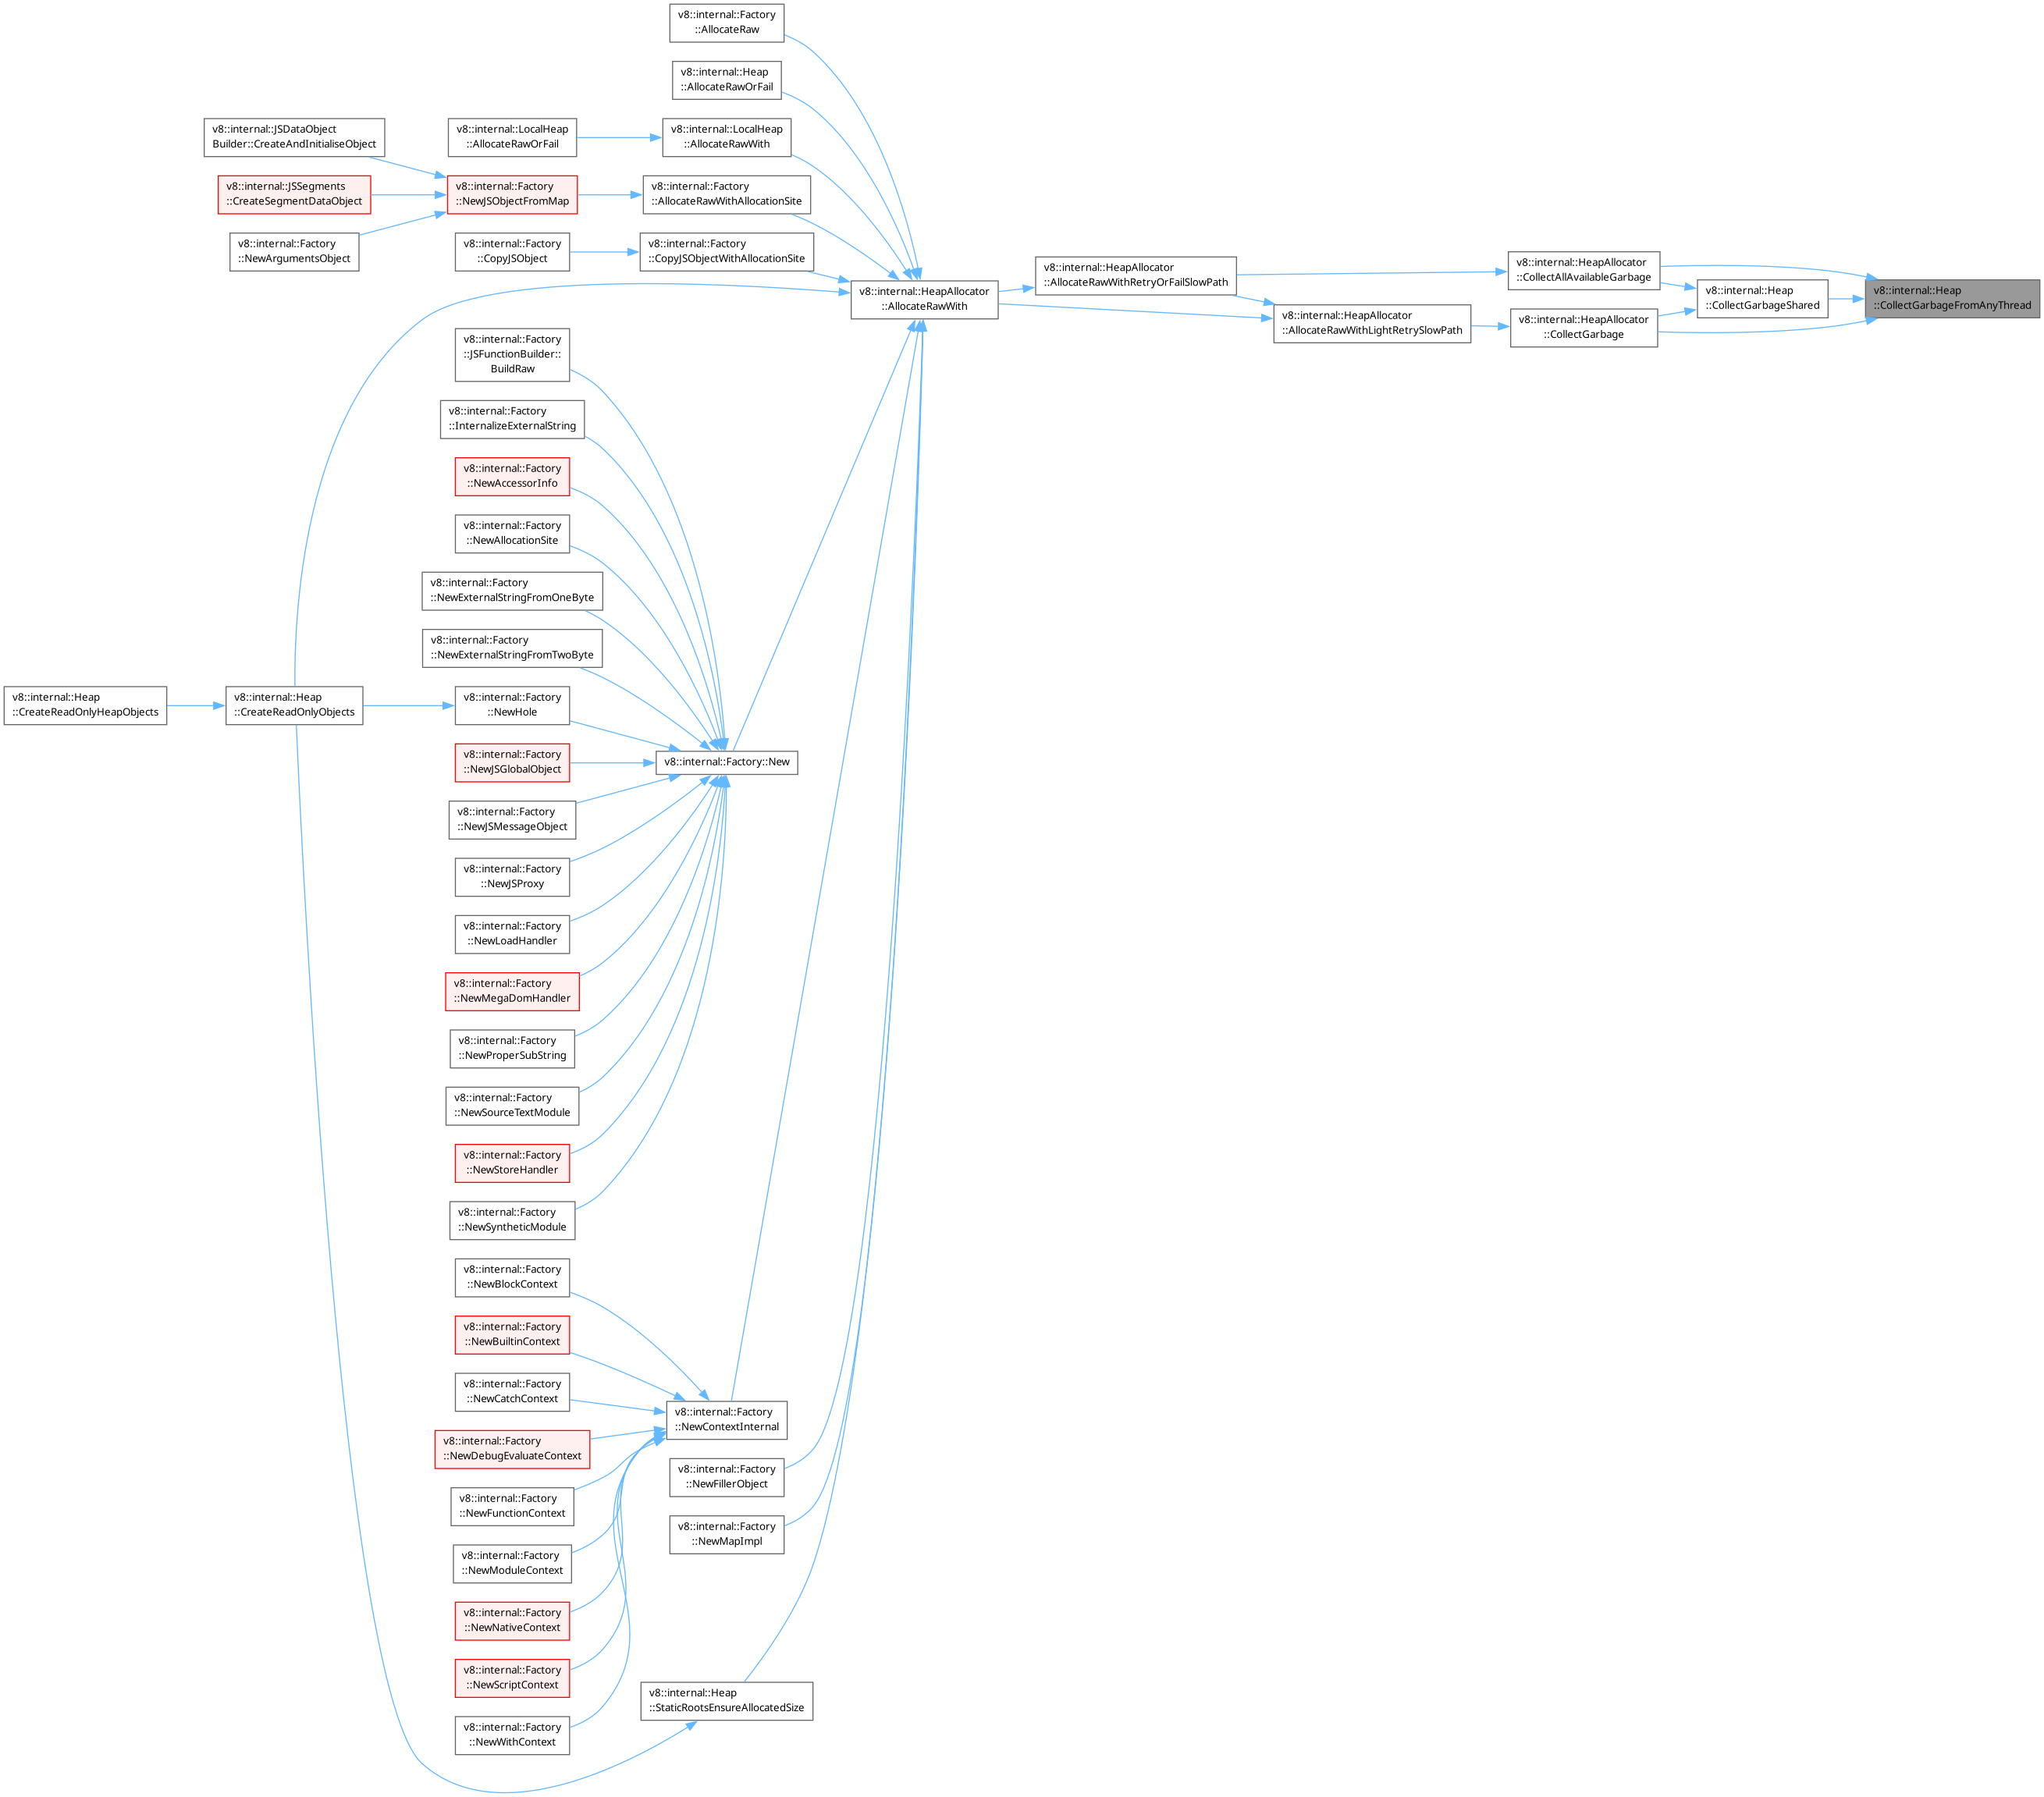 v8::internal::Factory
::AllocateRaw
v8::internal::Heap
::AllocateRawOrFail
v8::internal::JSDataObject
Builder::CreateAndInitialiseObject
v8::internal::LocalHeap
::AllocateRawOrFail
v8::internal::LocalHeap
::AllocateRawWith
v8::internal::JSSegments
::CreateSegmentDataObject
v8::internal::Factory
::NewJSObjectFromMap
v8::internal::Factory
::AllocateRawWithAllocationSite
v8::internal::Factory
::NewArgumentsObject
v8::internal::Factory
::CopyJSObject
v8::internal::Factory
::CopyJSObjectWithAllocationSite
v8::internal::HeapAllocator
::AllocateRawWith
v8::internal::HeapAllocator
::AllocateRawWithRetryOrFailSlowPath
v8::internal::HeapAllocator
::AllocateRawWithLightRetrySlowPath
v8::internal::HeapAllocator
::CollectAllAvailableGarbage
v8::internal::HeapAllocator
::CollectGarbage
v8::internal::Heap
::CollectGarbageShared
v8::internal::Heap
::CollectGarbageFromAnyThread
v8::internal::Factory
::JSFunctionBuilder::
BuildRaw
v8::internal::Factory
::InternalizeExternalString
v8::internal::Factory
::NewAccessorInfo
v8::internal::Factory
::NewAllocationSite
v8::internal::Factory
::NewExternalStringFromOneByte
v8::internal::Factory
::NewExternalStringFromTwoByte
v8::internal::Heap
::CreateReadOnlyHeapObjects
v8::internal::Heap
::CreateReadOnlyObjects
v8::internal::Factory
::NewHole
v8::internal::Factory
::NewJSGlobalObject
v8::internal::Factory::New
v8::internal::Factory
::NewJSMessageObject
v8::internal::Factory
::NewJSProxy
v8::internal::Factory
::NewLoadHandler
v8::internal::Factory
::NewMegaDomHandler
v8::internal::Factory
::NewProperSubString
v8::internal::Factory
::NewSourceTextModule
v8::internal::Factory
::NewStoreHandler
v8::internal::Factory
::NewSyntheticModule
v8::internal::Factory
::NewBlockContext
v8::internal::Factory
::NewBuiltinContext
v8::internal::Factory
::NewCatchContext
v8::internal::Factory
::NewContextInternal
v8::internal::Factory
::NewDebugEvaluateContext
v8::internal::Factory
::NewFillerObject
v8::internal::Factory
::NewFunctionContext
v8::internal::Factory
::NewMapImpl
v8::internal::Factory
::NewModuleContext
v8::internal::Factory
::NewNativeContext
v8::internal::Factory
::NewScriptContext
v8::internal::Heap
::StaticRootsEnsureAllocatedSize
v8::internal::Factory
::NewWithContext